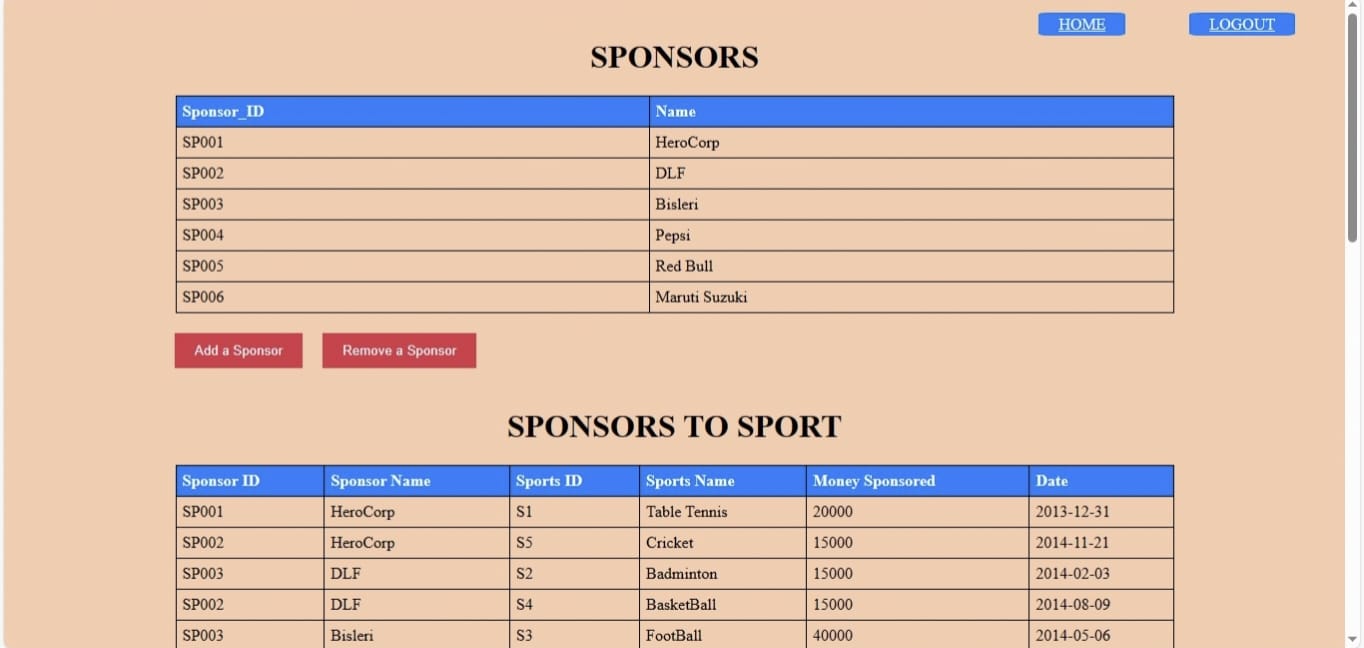 HOME LOGOUT
SPONSORS
Sponsor_ID Name
SP001 HeroCorp
SP002 DLF
SP003 Bisleri
SP004 Pepsi
SP005 Red Bull
SP006 Maruti Suzuki
Add a Sponsor Remove a Sponsor
SPONSORS TO SPORT
Sponsor ID Sponsor Name Sports ID Sports Name Money Sponsored Date
SP001 HeroCorp S1 Table Tennis 20000 2013-12-31
SP002 HeroCorp S5 Cricket 15000 2014-11-21
SP003 DLF S2 Badminton 15000 2014-02-03
SP002 DLF S4 BasketBall 15000 2014-08-09
SP003 Bisleri S3 FootBall 40000 2014-05-06